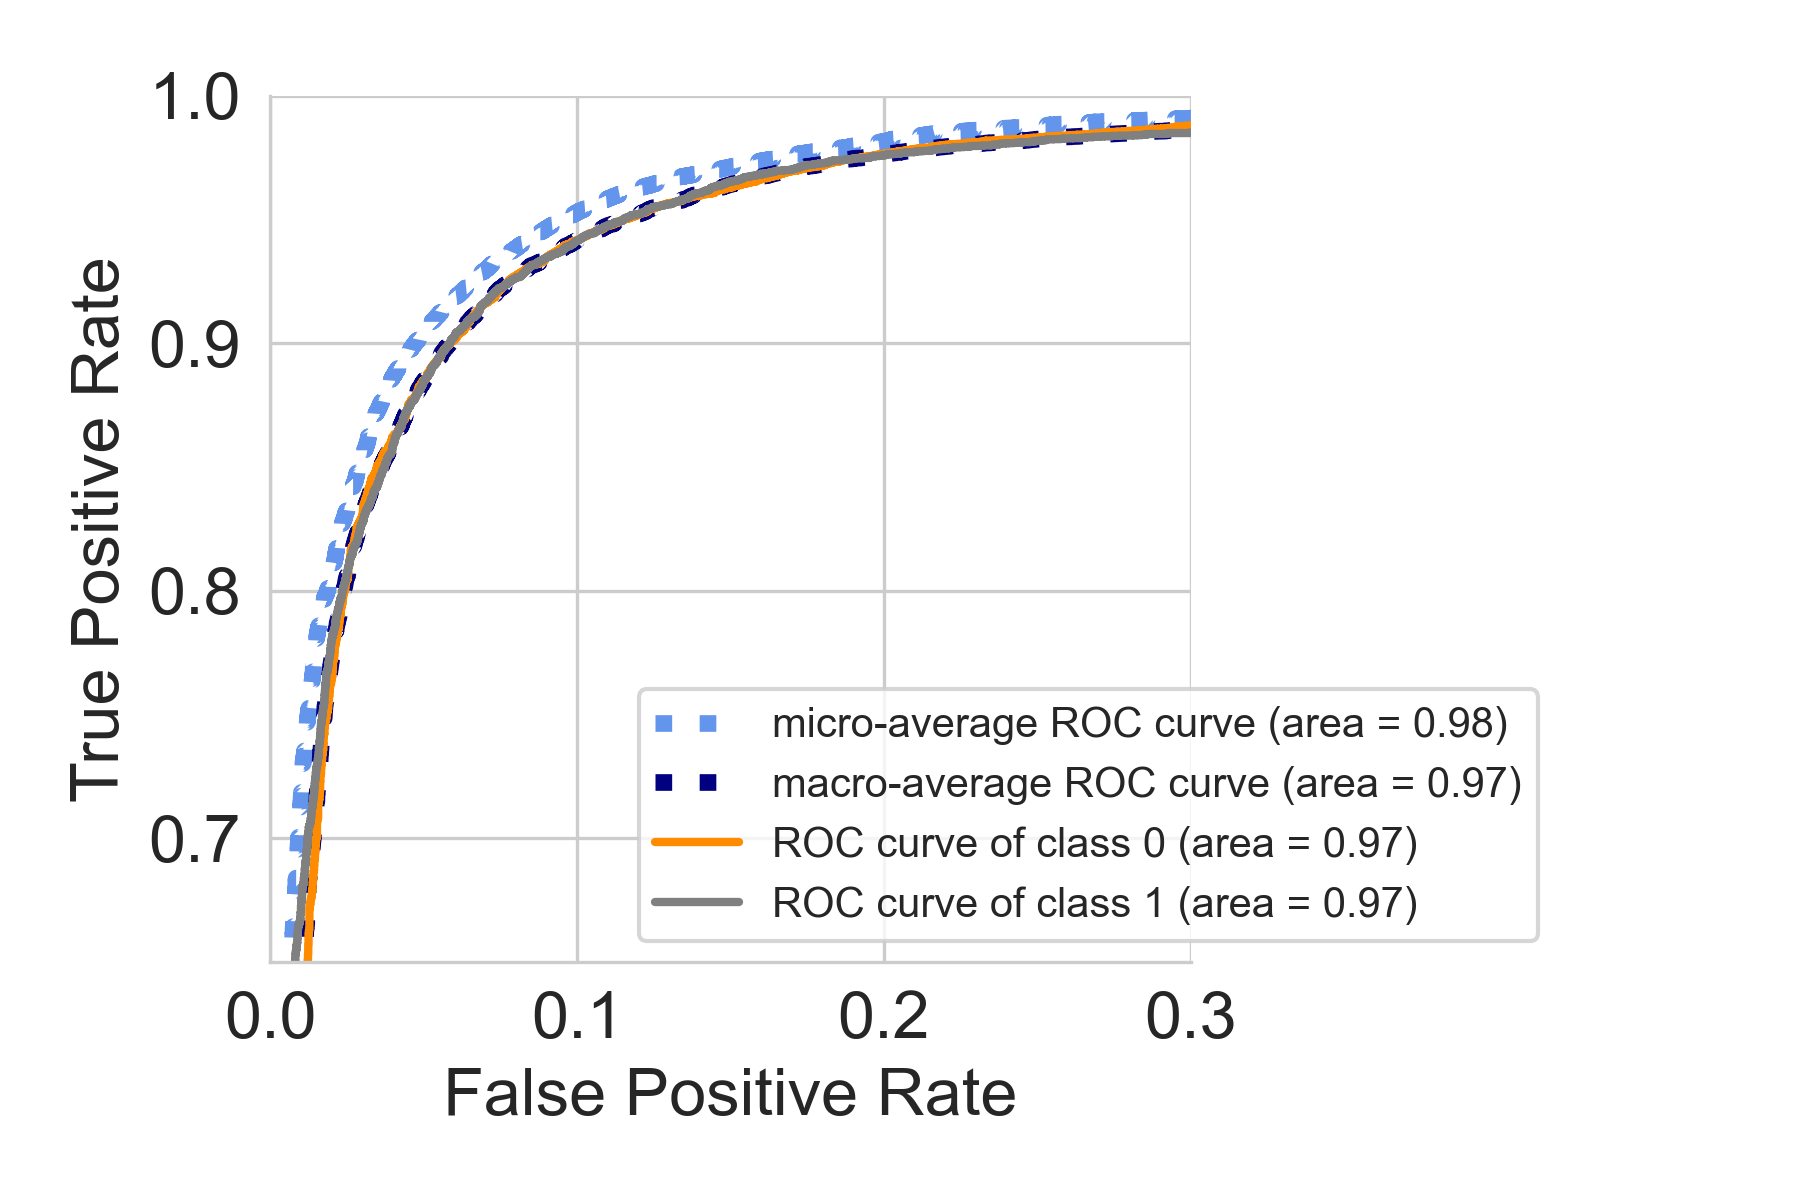 1.0
0.9
0.8
0.7
True Positive Rate
micro-average ROC curve (area = 0.98)
macro-average ROC curve (area = 0.97)
ROC curve of class 0 (area = 0.97)
ROC curve of class 1 (area = 0.97)
0.0 0.1 0.2 0.3
False Positive Rate